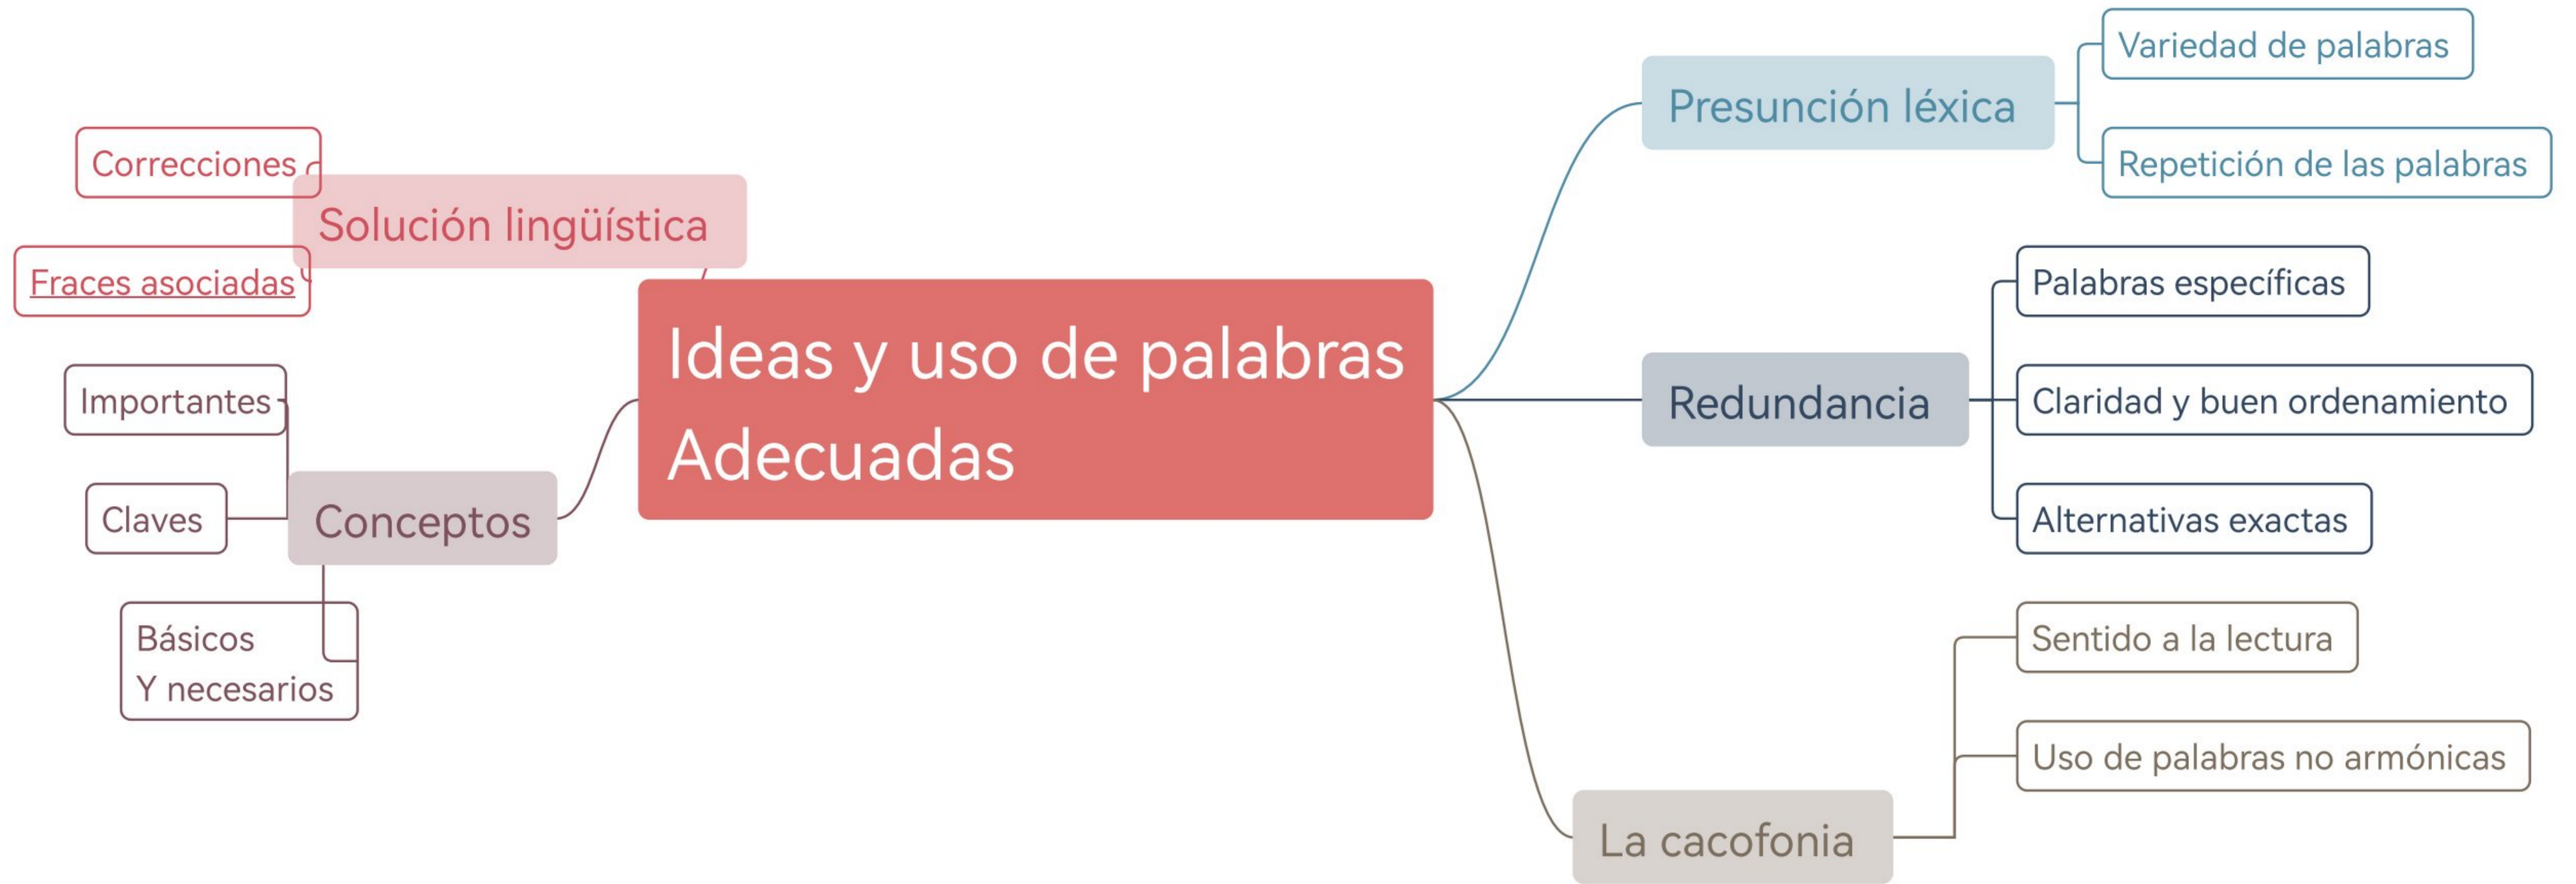 Ideas y uso de palabras
Adecuadas
Presunción léxica
Variedad de palabras
Repetición de las palabras
Redundancia
Palabras específicas
Claridad y buen ordenamiento
Alternativas exactas
La cacofonia
Sentido a la lectura
Uso de palabras no armónicas
Solución lingüística
Correcciones
Fraces asociadas
Conceptos
Importantes
Claves
Básicos
Y necesarios